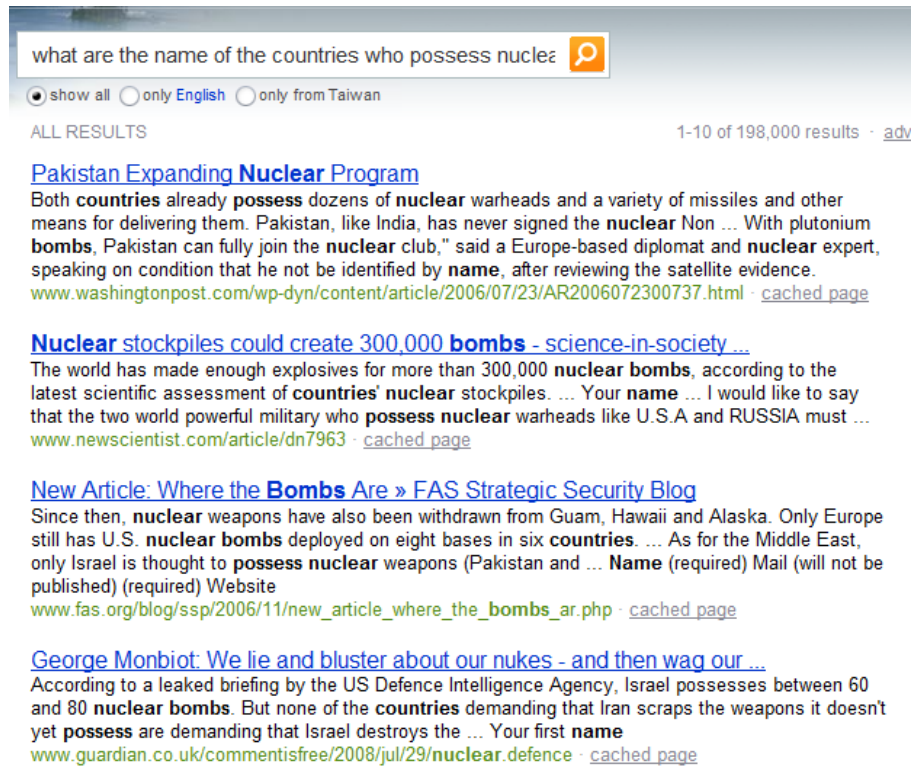 what are the name of the countries who possess nuclea
show all only English only from Taiwan
ALL RESULTS 1-10 of 198,000 results · adv
Pakistan Expanding Nuclear Program
Both countries already possess dozens of nuclear warheads and a variety of missiles and other
means for delivering them. Pakistan, like India, has never signed the nuclear Non ... With plutonium
bombs, Pakistan can fully join the nuclear club," said a Europe-based diplomat and nuclear expert,
speaking on condition that he not be identified by name, after reviewing the satellite evidence.
www.washingtonpost.com/wp-dyn/content/article/2006/07/23/AR2006072300737.html · cached page
Nuclear stockpiles could create 300,000 bombs - science-in-society ...
The world has made enough explosives for more than 300,000 nuclear bombs, according to the
latest scientific assessment of countries' nuclear stockpiles. ... Your name ... I would like to say
that the two world powerful military who possess nuclear warheads like U.S.A and RUSSIA must ...
www.newscientist.com/article/dn7963 · cached page
New Article: Where the Bombs Are » FAS Strategic Security Blog
Since then, nuclear weapons have also been withdrawn from Guam, Hawaii and Alaska. Only Europe
still has U.S. nuclear bombs deployed on eight bases in six countries. ... As for the Middle East,
only Israel is thought to possess nuclear weapons (Pakistan and ... Name (required) Mail (will not be
published) (required) Website
www.fas.org/blog/ssp/2006/11/new_article_where_the_bombs_ar.php · cached page
George Monbiot: We lie and bluster about our nukes - and then wag our ...
According to a leaked briefing by the US Defence Intelligence Agency, Israel possesses between 60
and 80 nuclear bombs. But none of the countries demanding that Iran scraps the weapons it doesn't
yet possess are demanding that Israel destroys the ... Your first name
www.guardian.co.uk/commentisfree/2008/jul/29/nuclear.defence · cached page